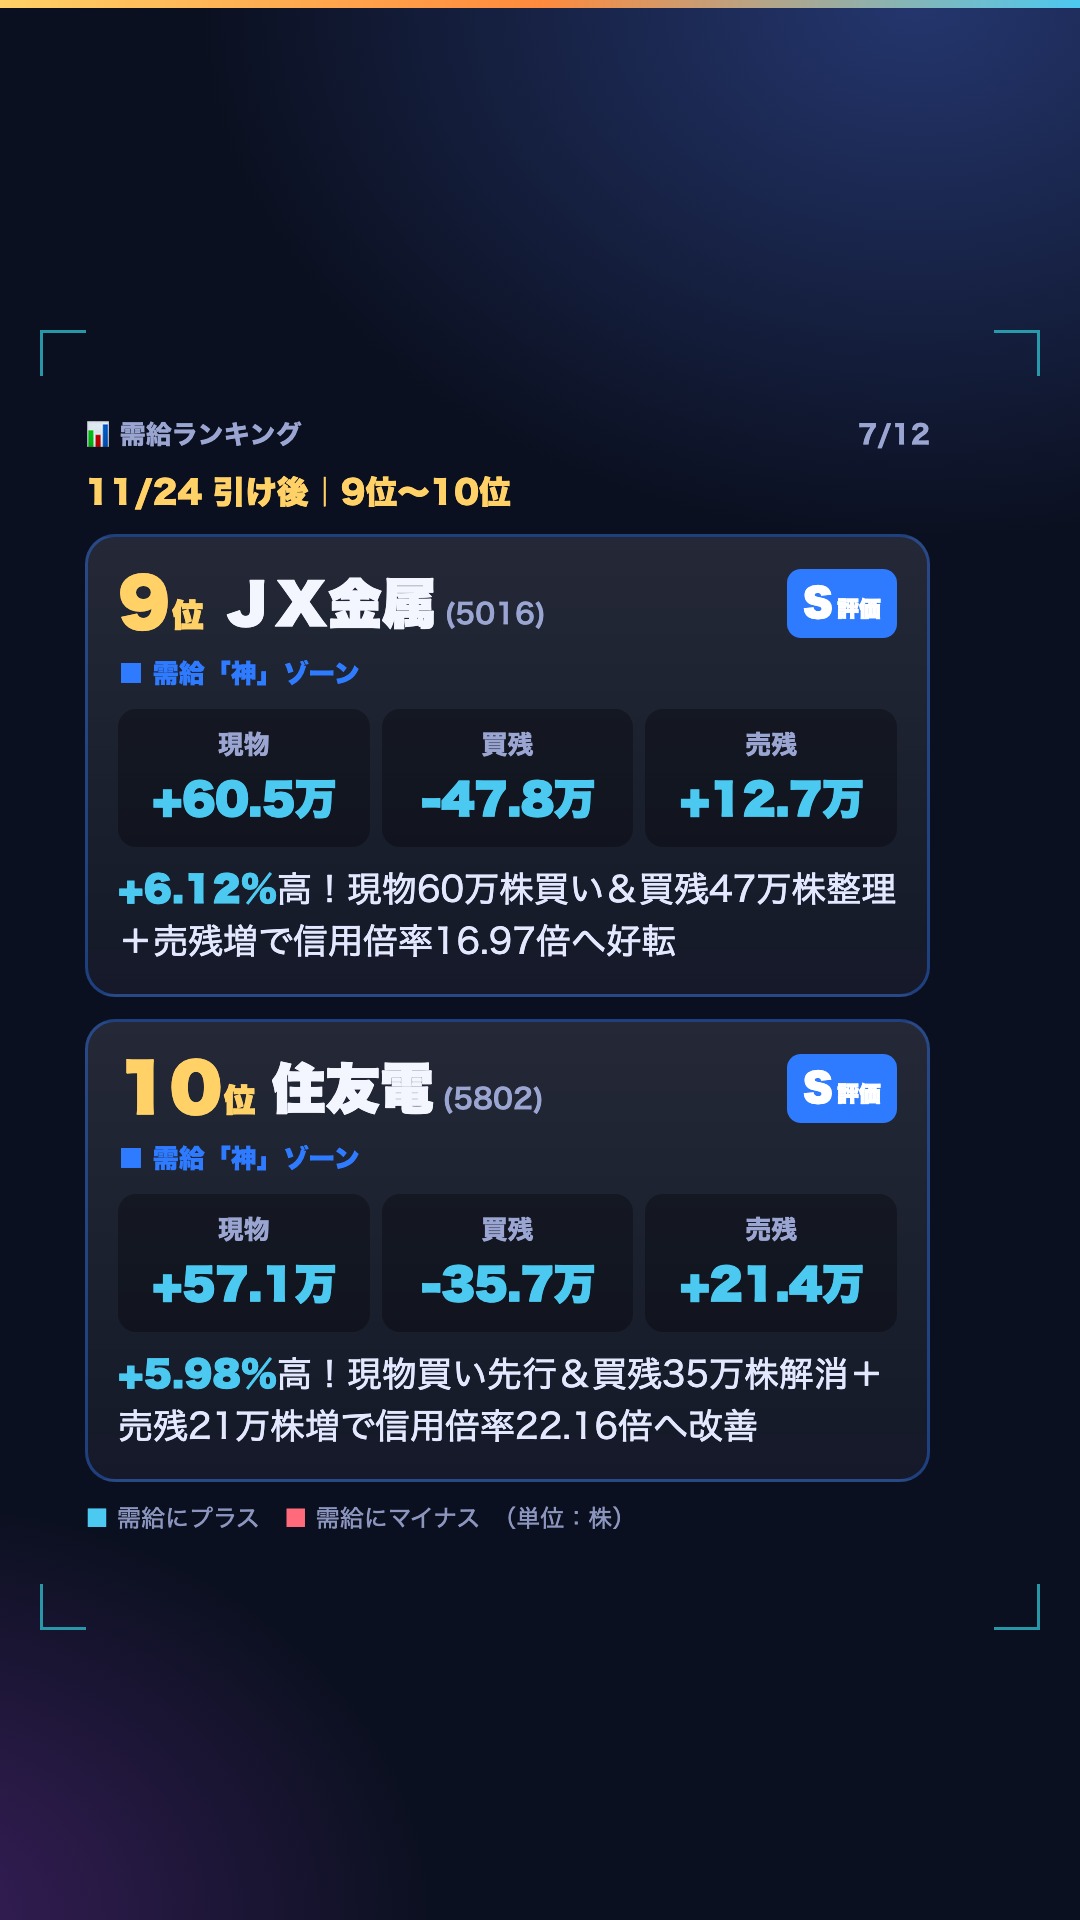 📊 需給ランキング 7/12
11/24 引け後｜9位〜10位
9位 ＪＸ金属 (5016) S評価
■ 需給「神」ゾーン
現物 買残 売残
+60.5万 -47.8万 +12.7万
+6.12%高！現物60万株買い＆買残47万株整理
＋売残増で信用倍率16.97倍へ好転
10位 住友電 (5802) S評価
■ 需給「神」ゾーン
現物 買残 売残
+57.1万 -35.7万 +21.4万
+5.98%高！現物買い先行＆買残35万株解消＋
売残21万株増で信用倍率22.16倍へ改善
■ 需給にプラス ■ 需給にマイナス （単位：株）